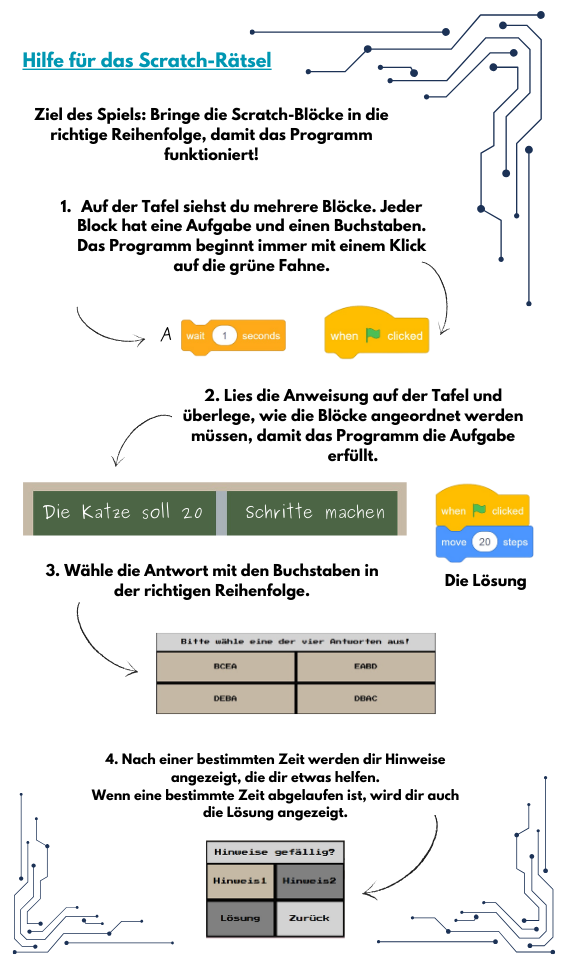 Hilfe für das Scratch-Rätsel
Ziel des Spiels: Bringe die Scratch-Blöcke in die
richtige Reihenfolge, damit das Programm
funktioniert!
1. Auf der Tafel siehst du mehrere Blöcke. Jeder
Block hat eine Aufgabe und einen Buchstaben.
Das Programm beginnt immer mit einem Klick
auf die grüne Fahne.
A wait 1 seconds
when clicked
2. Lies die Anweisung auf der Tafel und
überlege, wie die Blöcke angeordnet werden
müssen, damit das Programm die Aufgabe
erfüllt.
Die Katze soll 20 Schritte machen
when clicked
move 20 steps
Die Lösung
3. Wähle die Antwort mit den Buchstaben in
der richtigen Reihenfolge.
Bitte wähle eine der vier Antworten aus!
BCEA EABD
DEBA DBAC
4. Nach einer bestimmten Zeit werden dir Hinweise
angezeigt, die dir etwas helfen.
Wenn eine bestimmte Zeit abgelaufen ist, wird dir auch
die Lösung angezeigt.
Hinweise gefällig?
Hinweis1 Hinweis2
Lösung Zurück